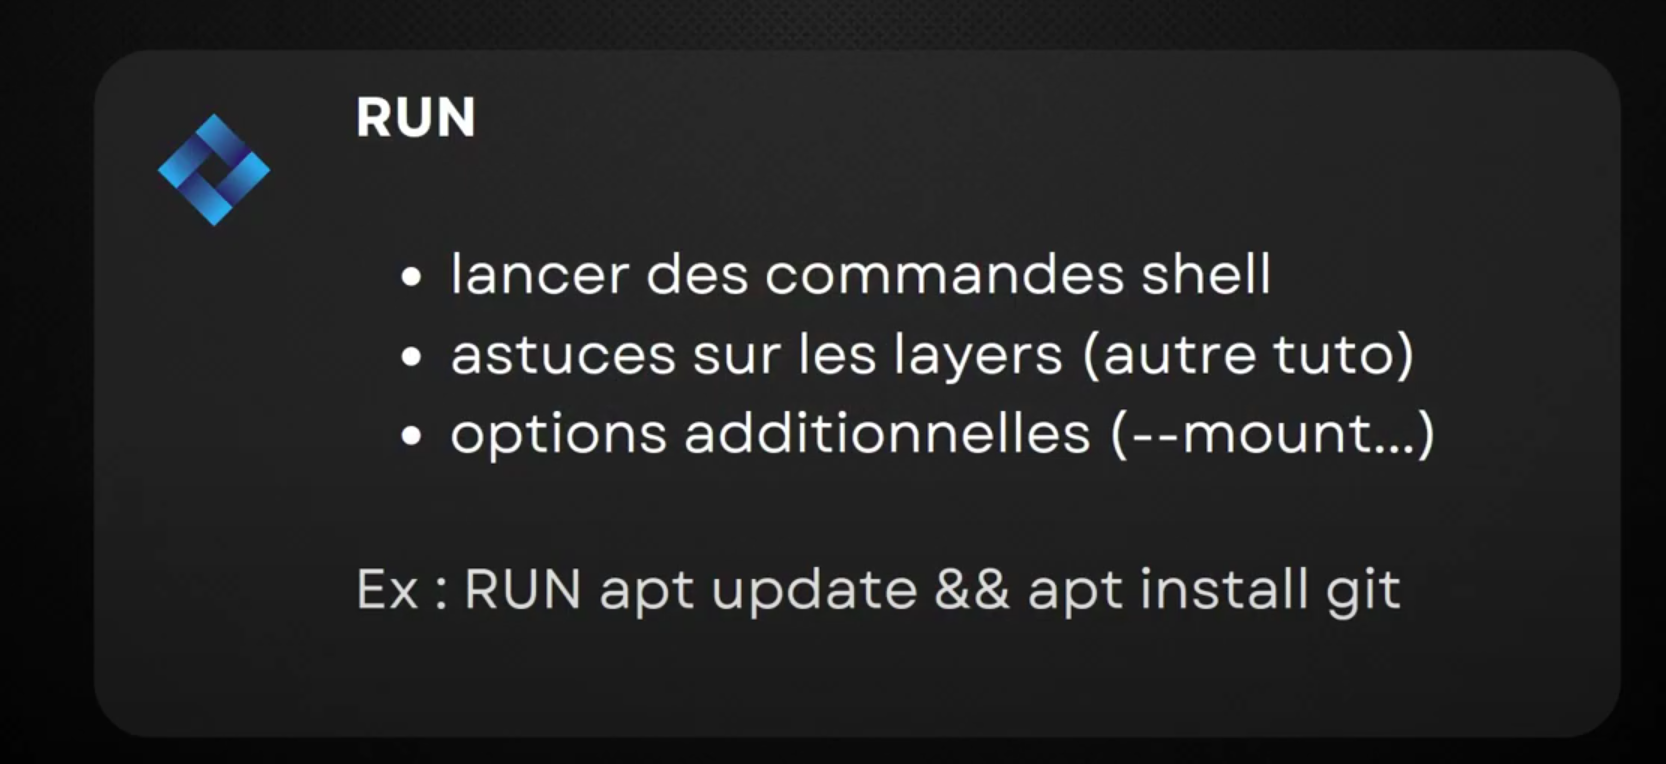 RUN
• lancer des commandes shell
• astuces sur les layers (autre tuto)
• options additionnelles (--mount...)
Ex : RUN apt update && apt install git